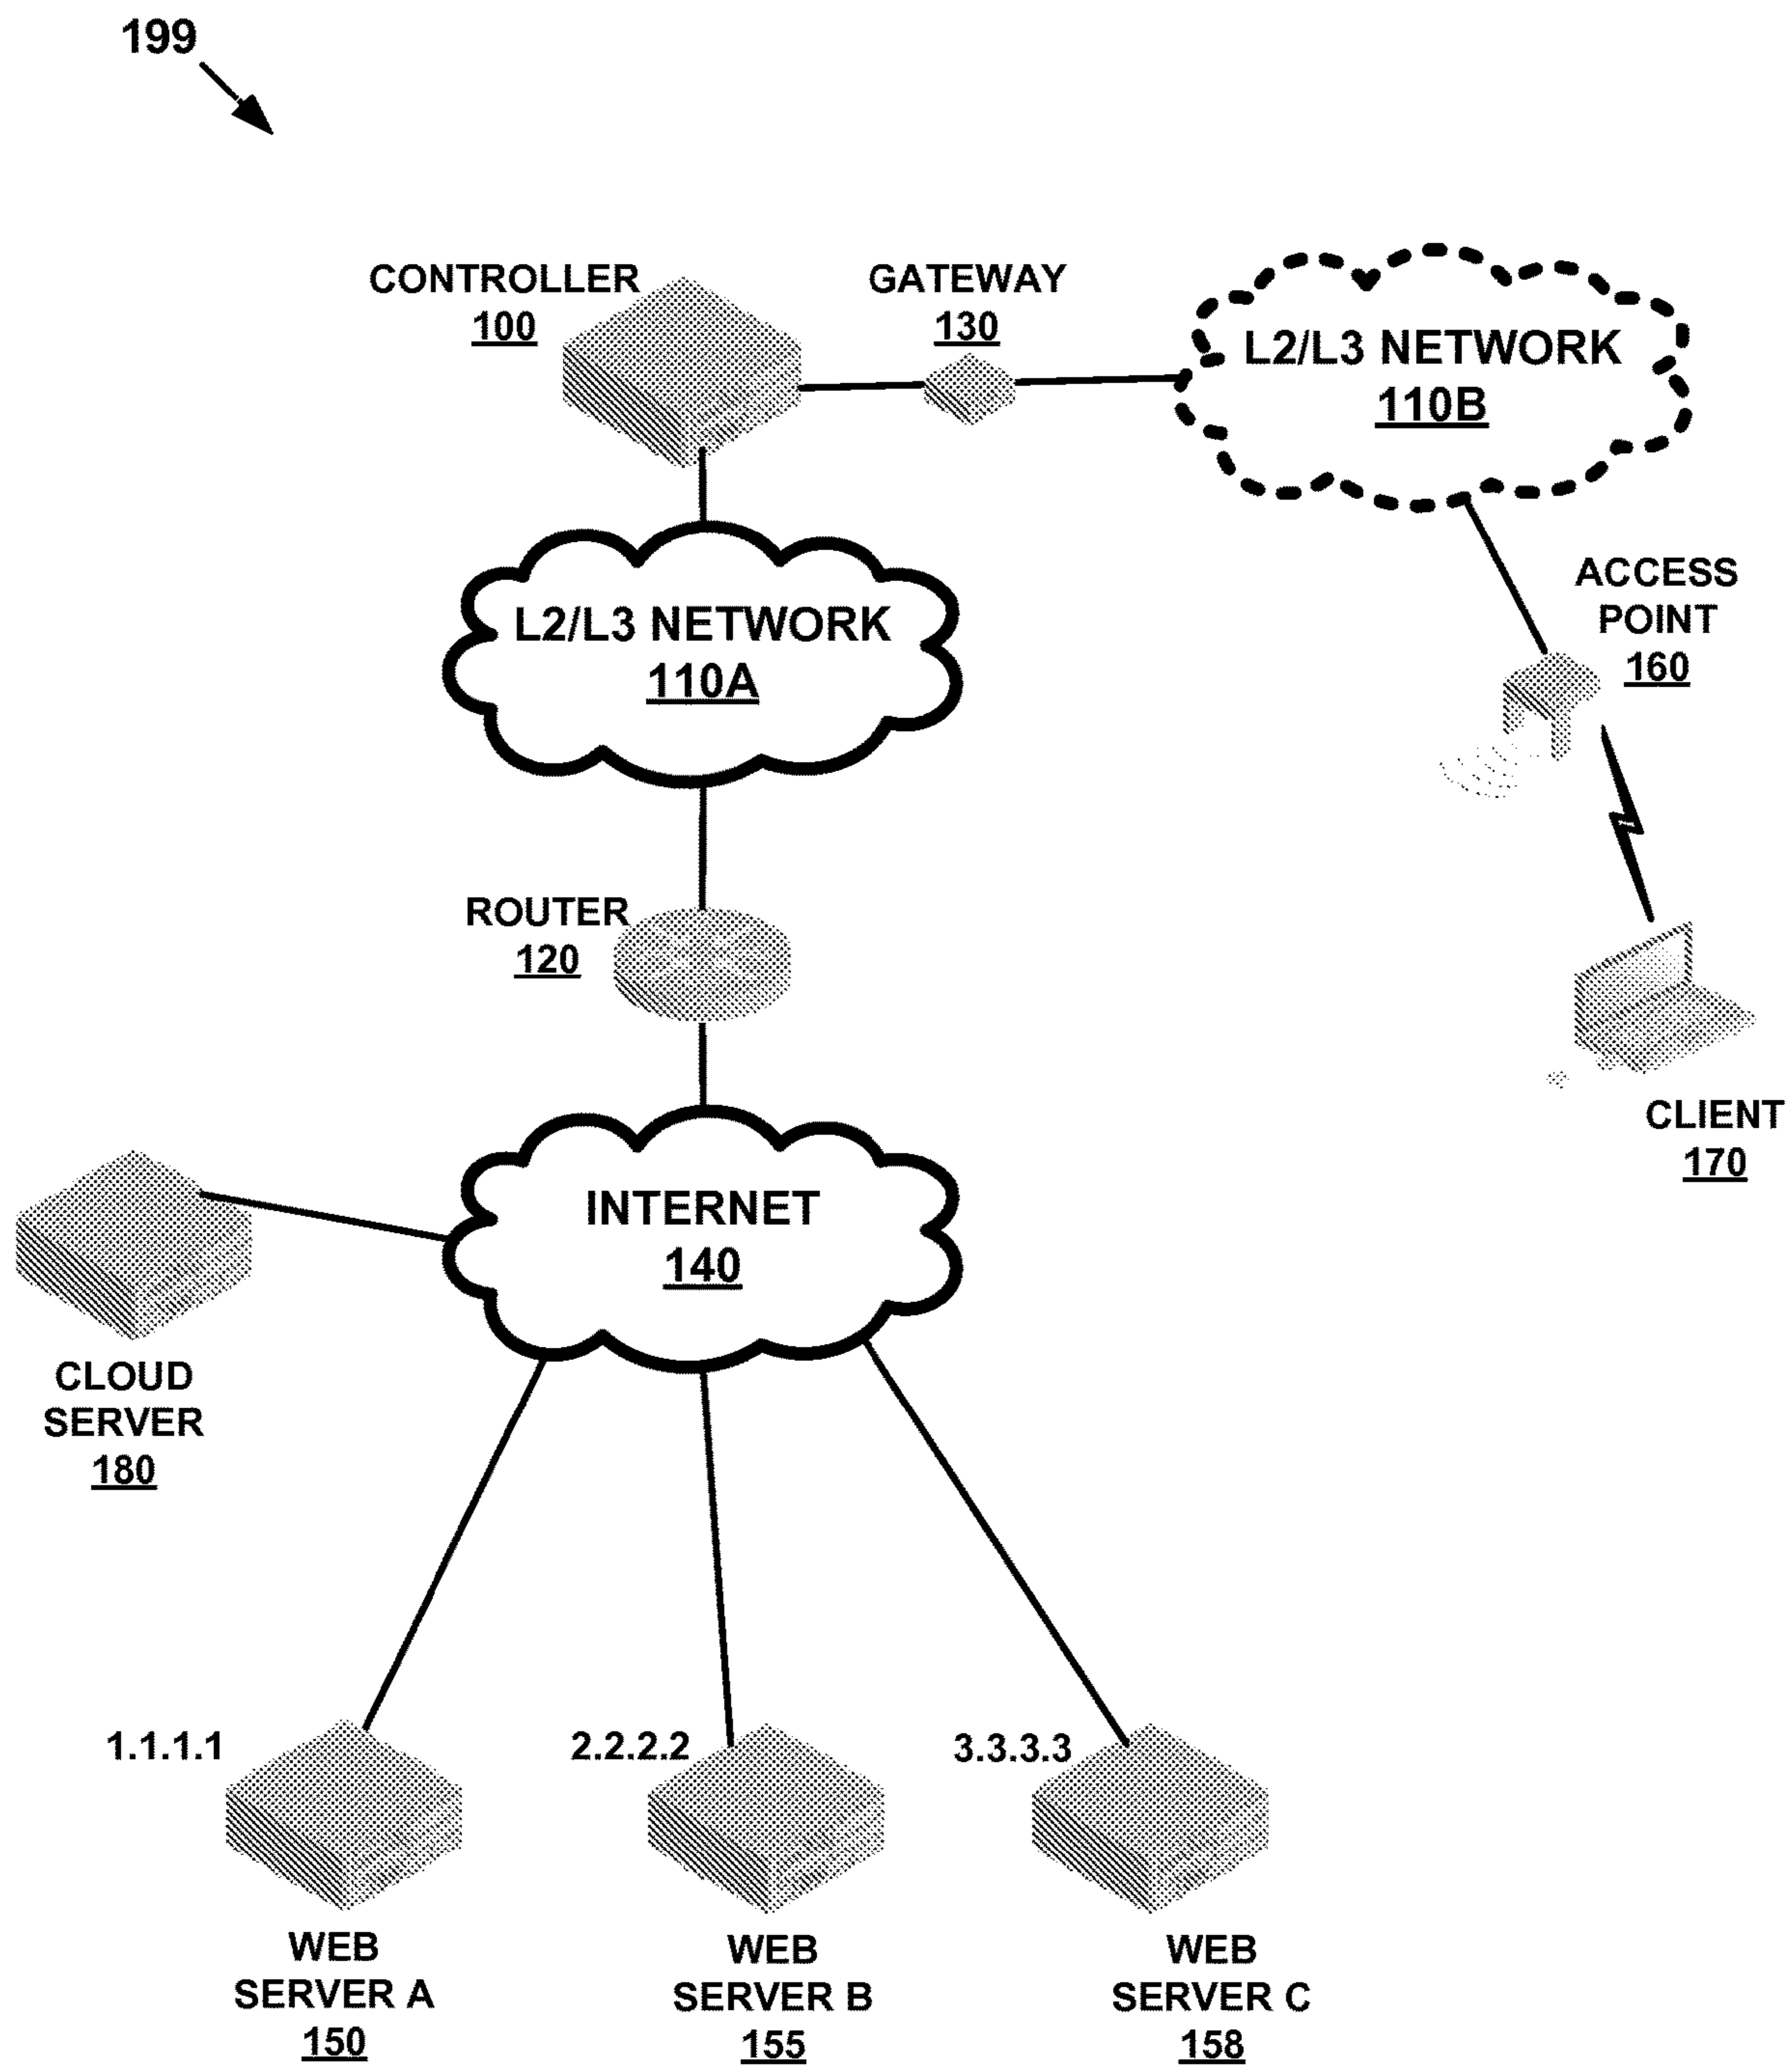 199
CONTROLLER
100
GATEWAY
130
L2/L3 NETWORK
110B
L2/L3 NETWORK
110A
ACCESS
POINT
160
ROUTER
120
CLIENT
170
INTERNET
140
CLOUD
SERVER
180
1.1.1.1
2.2.2.2
3.3.3.3
WEB
SERVER A
150
WEB
SERVER B
155
WEB
SERVER C
158